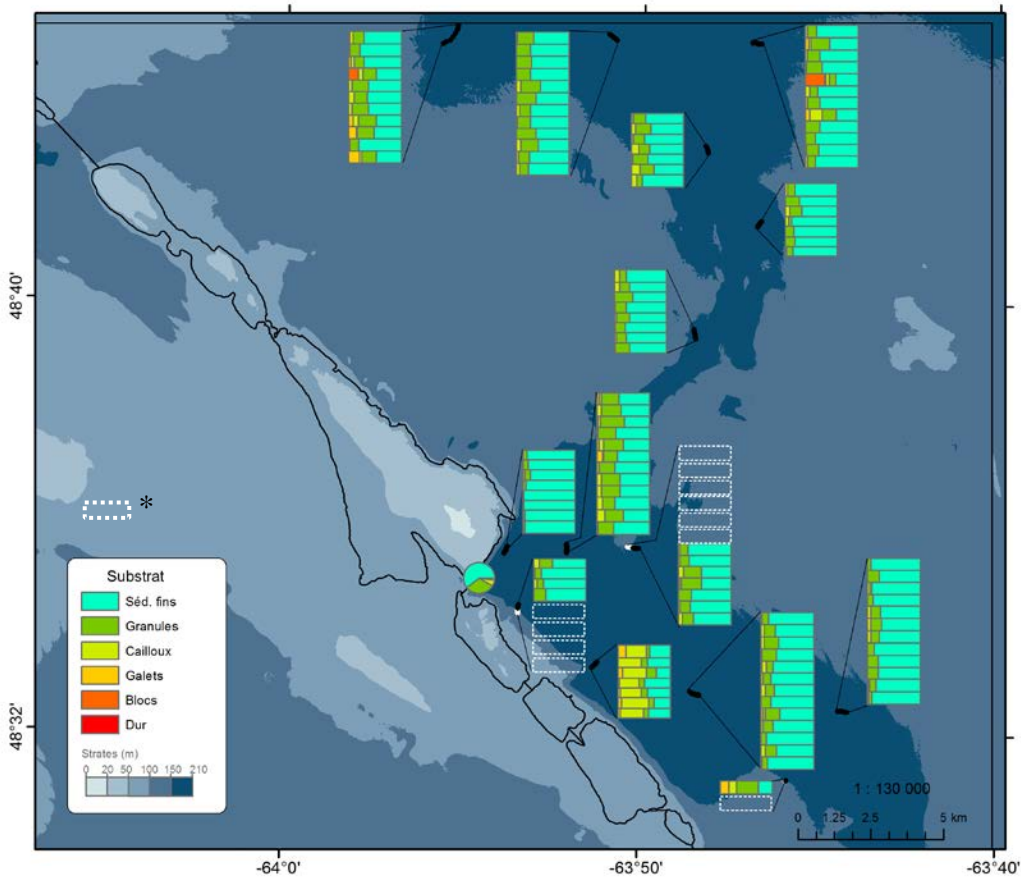 48°40'
*
Substrat
Séd. fins
Granules
Cailloux
Galets
Blocs
Dur
Strates (m)
0 20 50 100 150 210
48°32'
1 : 130 000
0 1.25 2.5 5 km
-64°0' -63°50' -63°40'